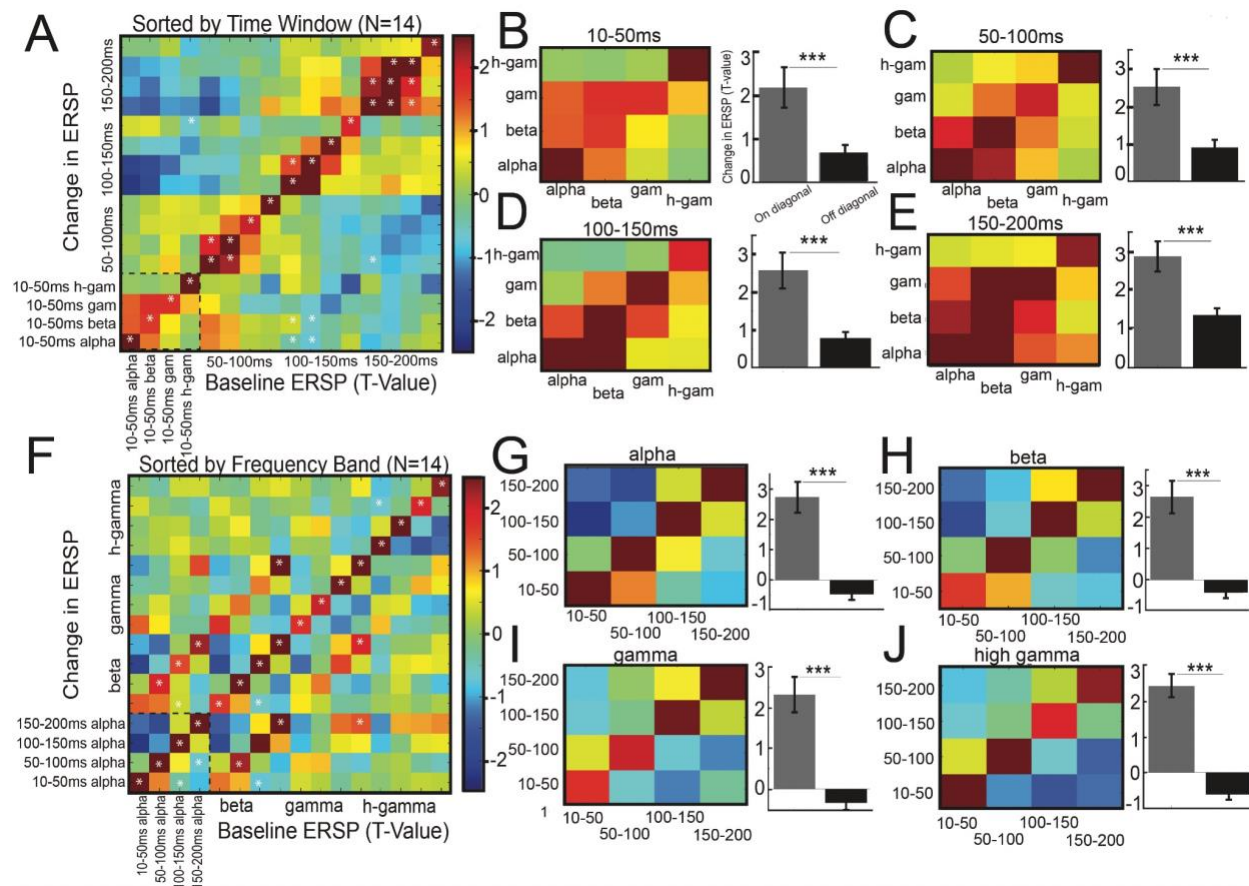 A
Sorted by Time Window (N=14)
Change in ERSP
150-200ms
100-150ms
50-100ms
10-50ms h-gam
10-50ms gam
10-50ms beta
10-50ms alpha
2
1
0
-1
-2
10-50ms alpha
10-50ms beta
10-50ms gam
10-50ms h-gam
50-100ms
100-150ms
150-200ms
Baseline ERSP (T-Value)
B
10-50ms
h-gam
gam
beta
alpha
alpha
beta
gam
h-gam
Change in ERSP (T-value)
3
2
1
0
***
On diagonal
Off diagonal
C
50-100ms
h-gam
gam
beta
alpha
alpha
beta
gam
h-gam
3
2
1
0
***
D
100-150ms
h-gam
gam
beta
alpha
alpha
beta
gam
h-gam
3
2
1
0
***
E
150-200ms
h-gam
gam
beta
alpha
alpha
beta
gam
h-gam
3
2
1
0
***
F
Sorted by Frequency Band (N=14)
Change in ERSP
h-gamma
gamma
beta
150-200ms alpha
100-150ms alpha
50-100ms alpha
10-50ms alpha
2
1
0
-1
-2
10-50ms alpha
50-100ms alpha
100-150ms alpha
150-200ms alpha
beta
gamma
h-gamma
Baseline ERSP (T-Value)
G
alpha
150-200
100-150
50-100
10-50
10-50
50-100
100-150
150-200
3
2
1
0
-1
***
H
beta
150-200
100-150
50-100
10-50
10-50
50-100
100-150
150-200
3
2
1
0
-1
***
I
gamma
150-200
100-150
50-100
10-50
1
10-50
50-100
100-150
150-200
3
2
1
0
***
J
high gamma
150-200
100-150
50-100
10-50
10-50
50-100
100-150
150-200
3
2
1
0
-1
***